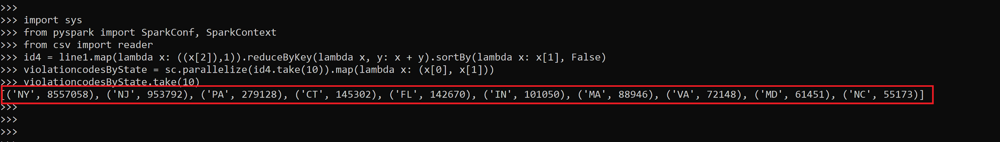 >>>
>>> import sys
>>> from pyspark import SparkConf, SparkContext
>>> from csv import reader
>>> id4 = line1.map(lambda x: ((x[2]),1)).reduceByKey(lambda x, y: x + y).sortBy(lambda x: x[1], False)
>>> violationcodesByState = sc.parallelize(id4.take(10)).map(lambda x: (x[0], x[1]))
>>> violationcodesByState.take(10)
[('NY', 8557058), ('NJ', 953792), ('PA', 279128), ('CT', 145302), ('FL', 142670), ('IN', 101050), ('MA', 88946), ('VA', 72148), ('MD', 61451), ('NC', 55173)]
>>>
>>>
>>>